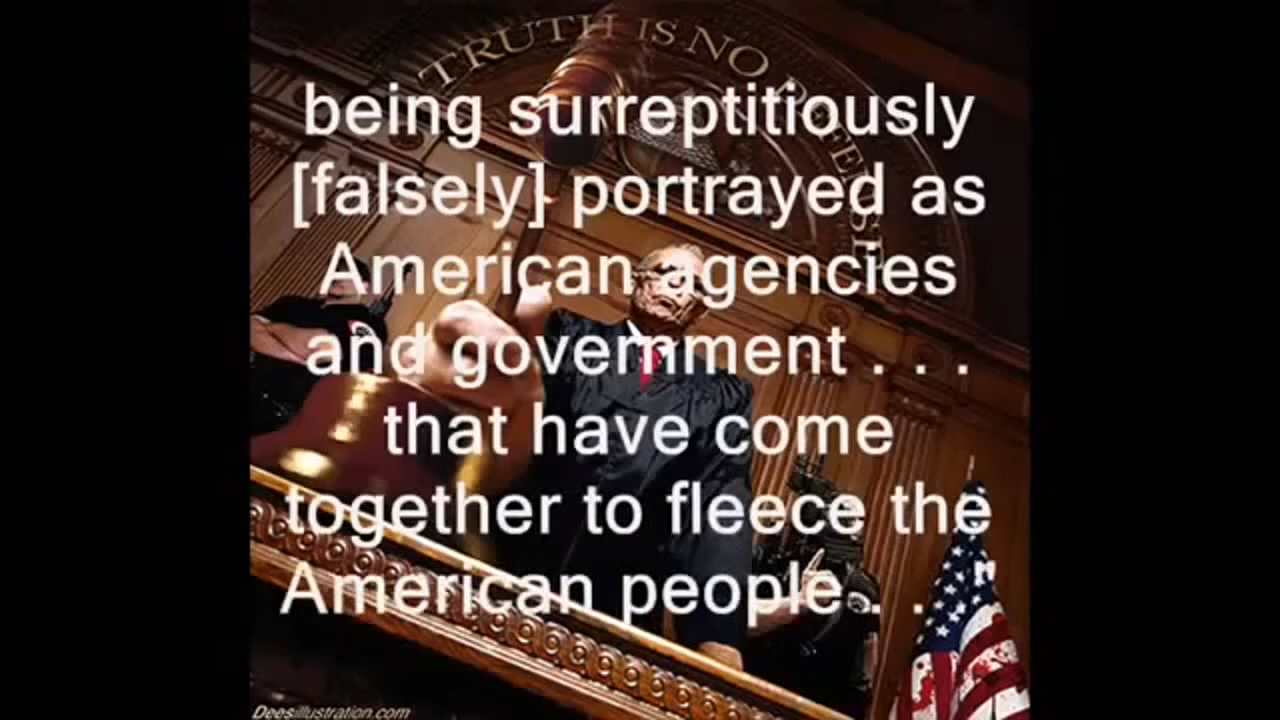 TRUTH IS NO DEFENSE
being surreptitiously
[falsely] portrayed as
American agencies
and government . . .
that have come
together to fleece the
American people . . ."
Deesillustration.com